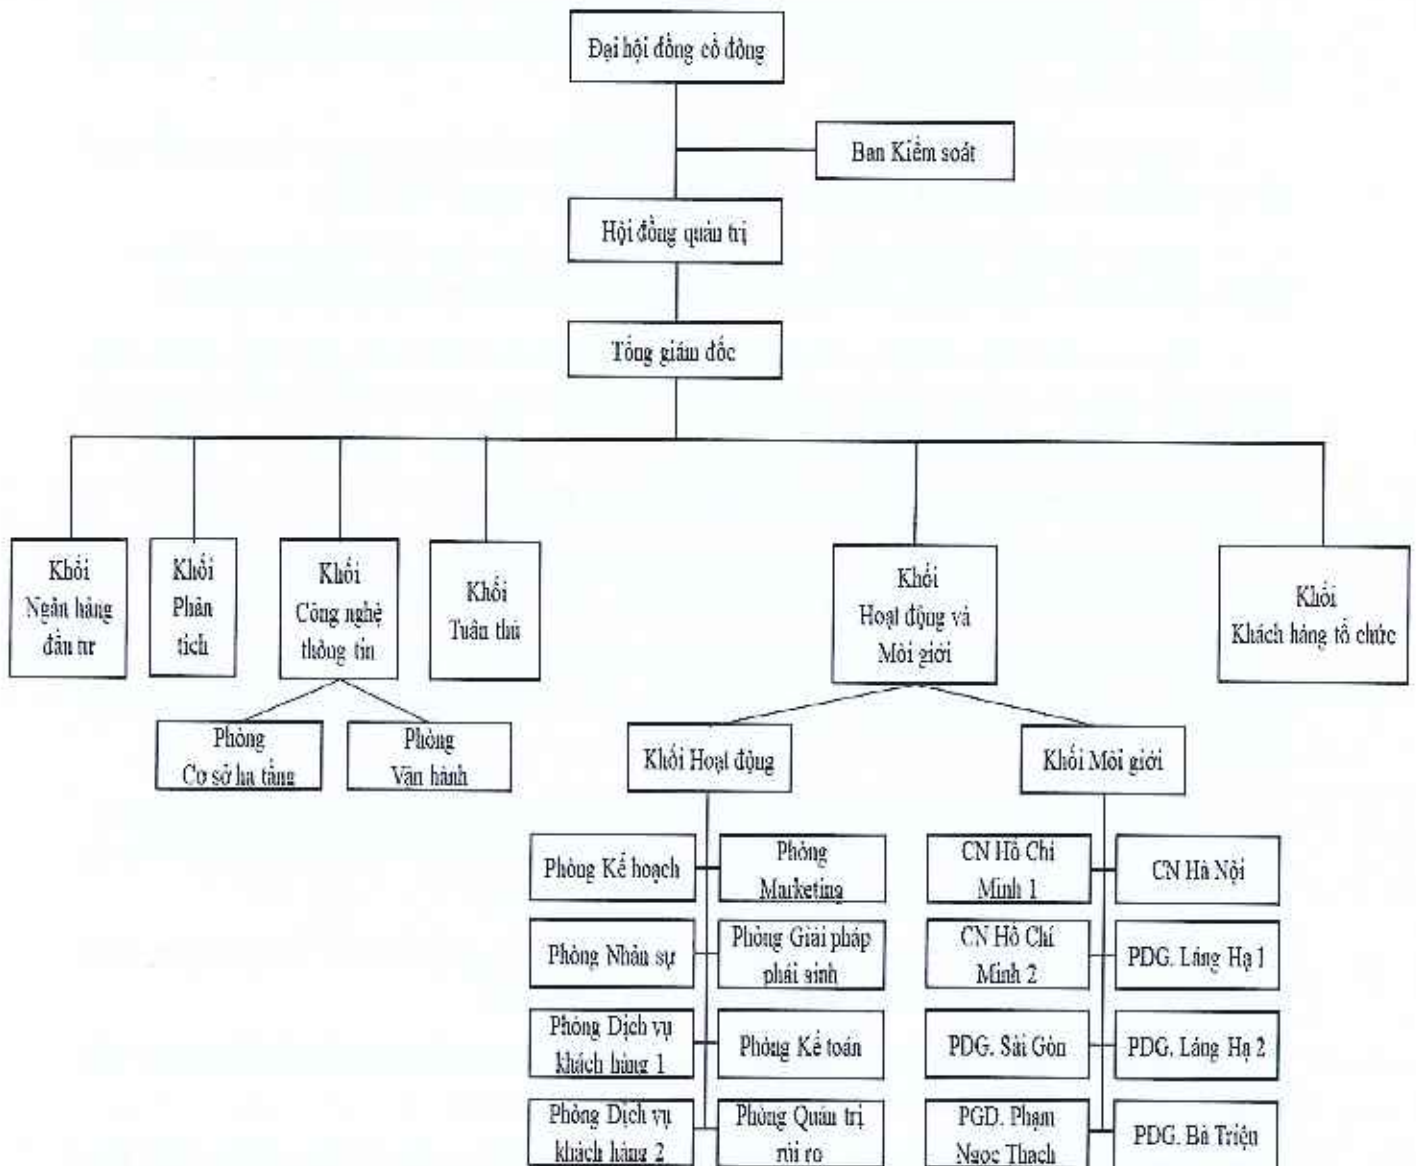 Đại hội đồng cổ đông
Ban Kiểm soát
Hội đồng quản trị
Tổng giám đốc
Khối
Ngân hàng
đầu tư
Khối
Phân
tích
Khối
Công nghệ
thông tin
Khối
Tuân thủ
Khối
Hoạt động và
Môi giới
Khối
Khách hàng tổ chức
Phòng
Cơ sở hạ tầng
Phòng
Vận hành
Khối Hoạt động
Khối Môi giới
Phòng Kế hoạch
Phòng
Marketing
CN Hồ Chí
Minh 1
CN Hà Nội
Phòng Nhân sự
Phòng Giải pháp
phái sinh
CN Hồ Chí
Minh 2
PDG. Láng Hạ 1
Phòng Dịch vụ
khách hàng 1
Phòng Kế toán
PDG. Sài Gòn
PDG. Láng Hạ 2
Phòng Dịch vụ
khách hàng 2
Phòng Quản trị
rủi ro
PGD. Phạm
Ngọc Thạch
PDG. Bà Triệu